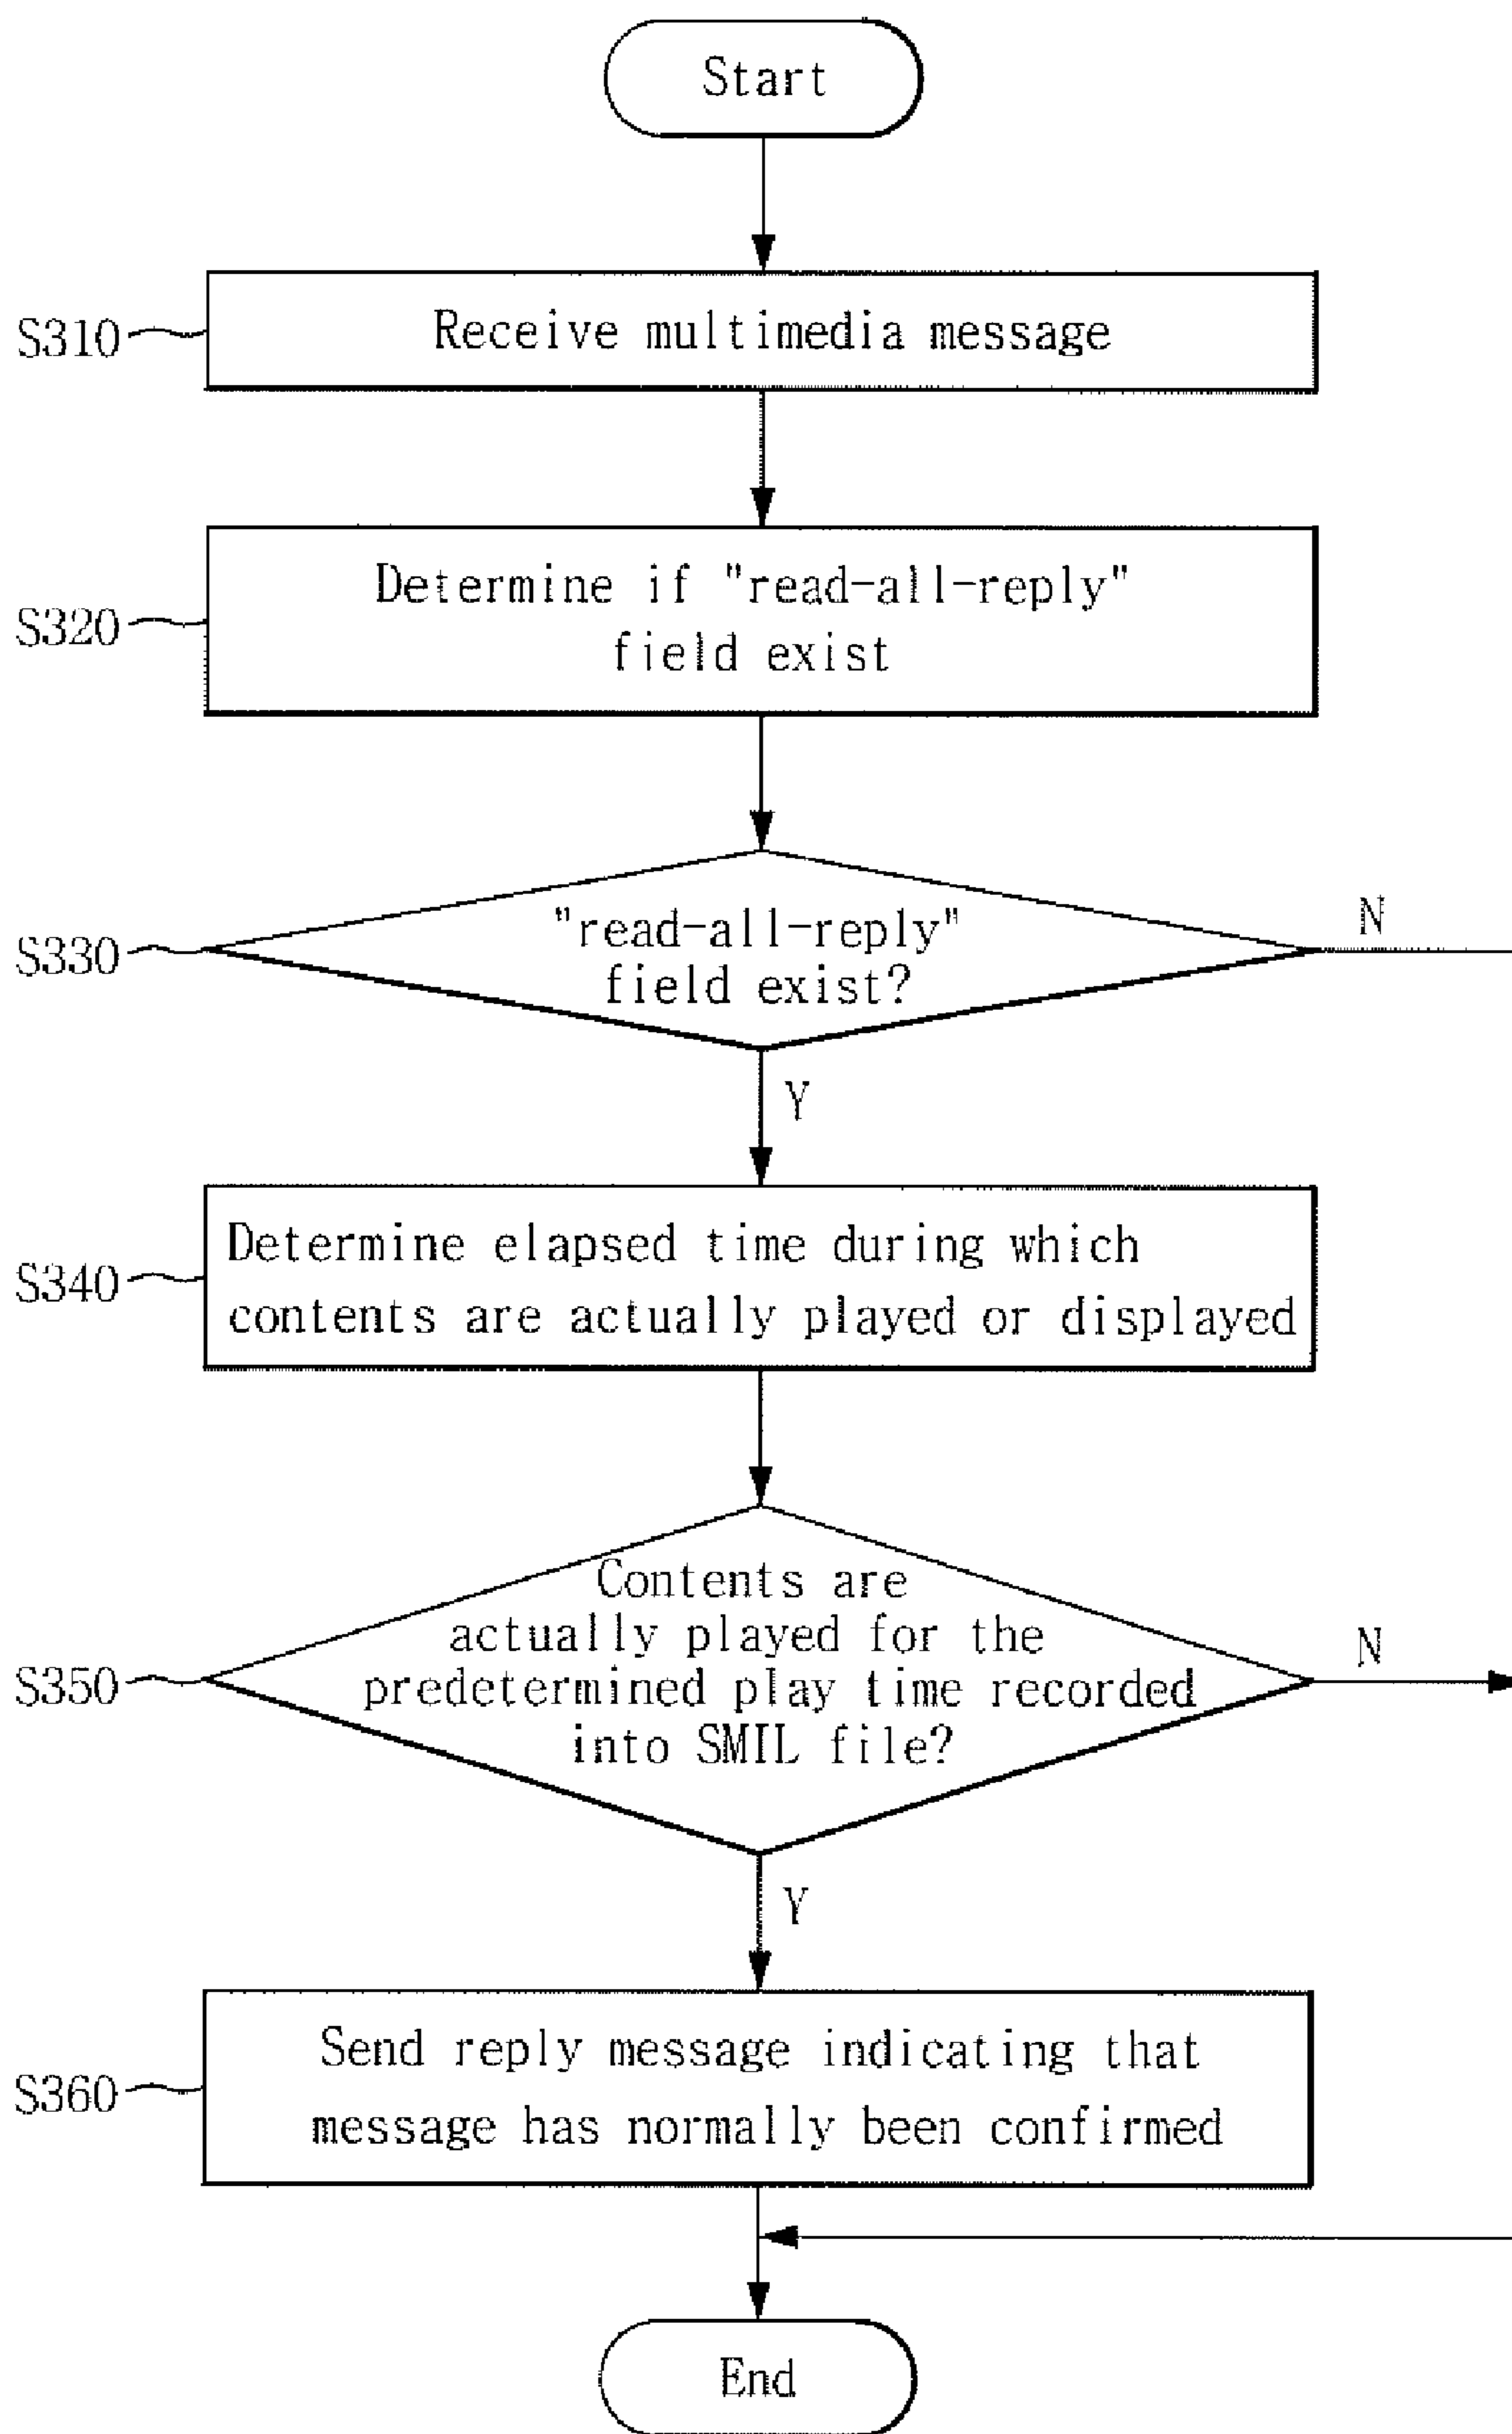 Start
S310
Receive multimedia message
S320
Determine if "read-all-reply"
field exist
S330
"read-all-reply"
field exist?
N
Y
S340
Determine elapsed time during which
contents are actually played or displayed
S350
Contents are
actually played for the
predetermined play time recorded
into SMIL file?
N
Y
S360
Send reply message indicating that
message has normally been confirmed
End